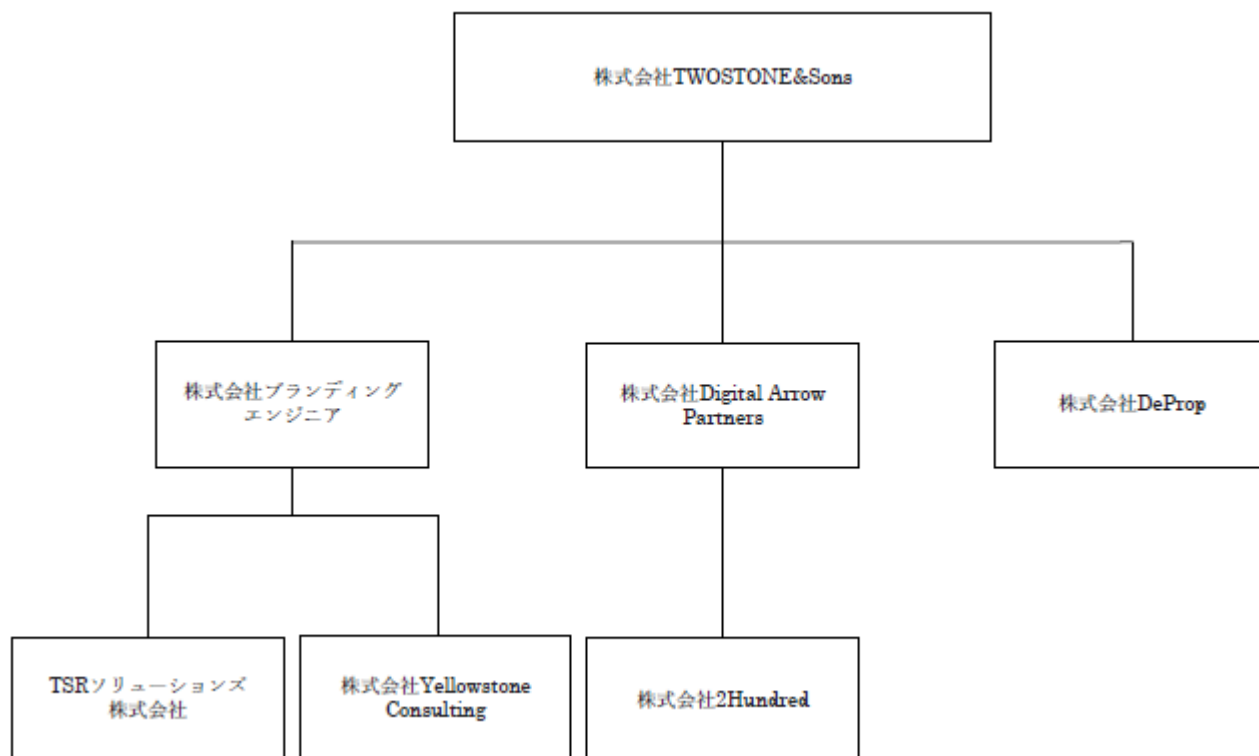 株式会社TWOSTONE&Sons
株式会社ブランディング
エンジニア
株式会社Digital Arrow
Partners
株式会社DeProp
TSRソリューションズ
株式会社
株式会社Yellowstone
Consulting
株式会社2Hundred